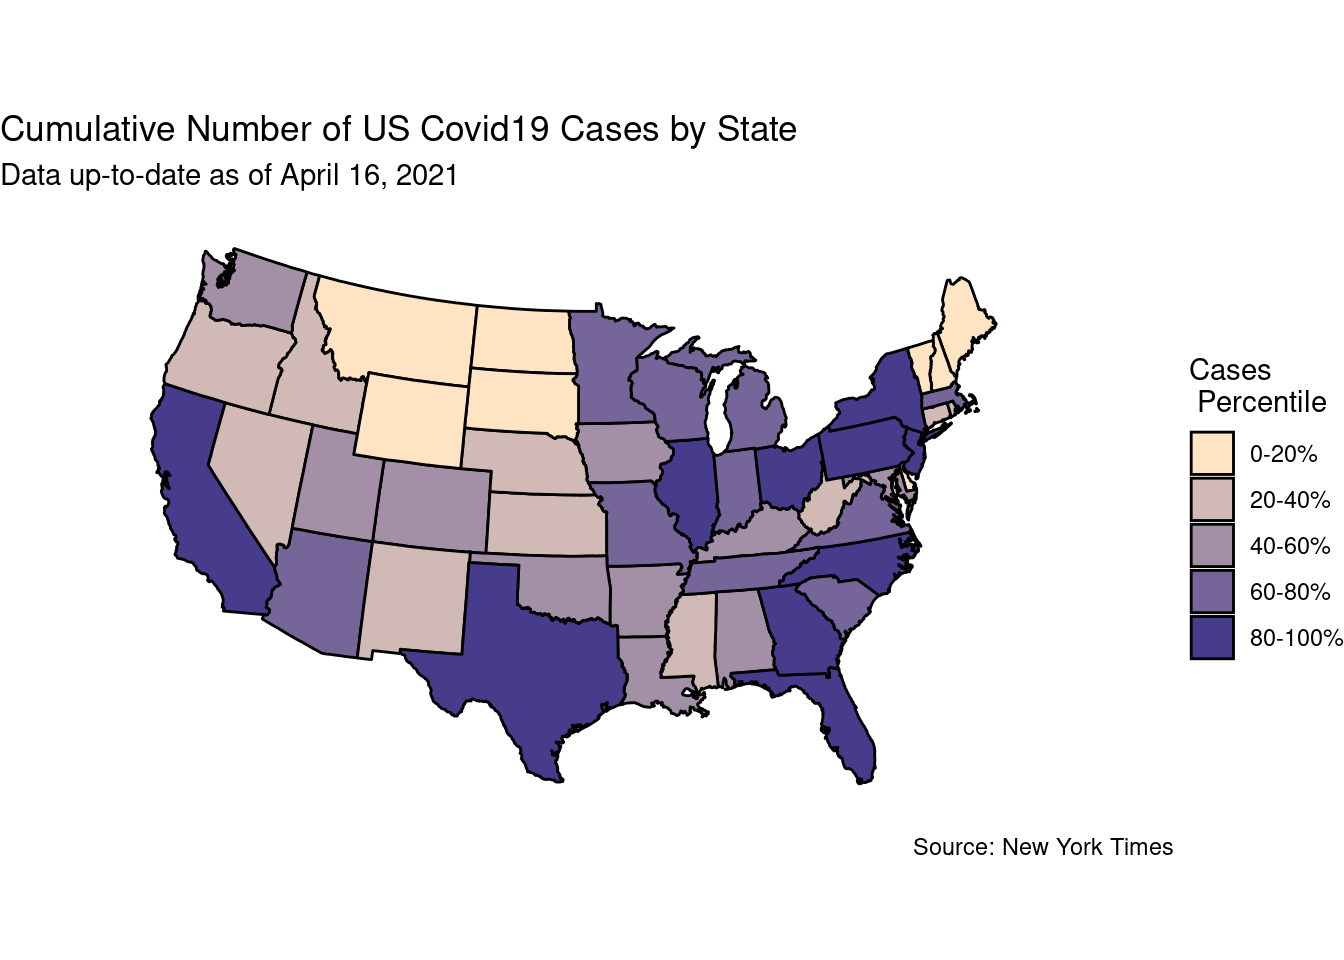 Cumulative Number of US Covid19 Cases by State
Data up-to-date as of April 16, 2021
Cases
Percentile
0-20%
20-40%
40-60%
60-80%
80-100%
Source: New York Times